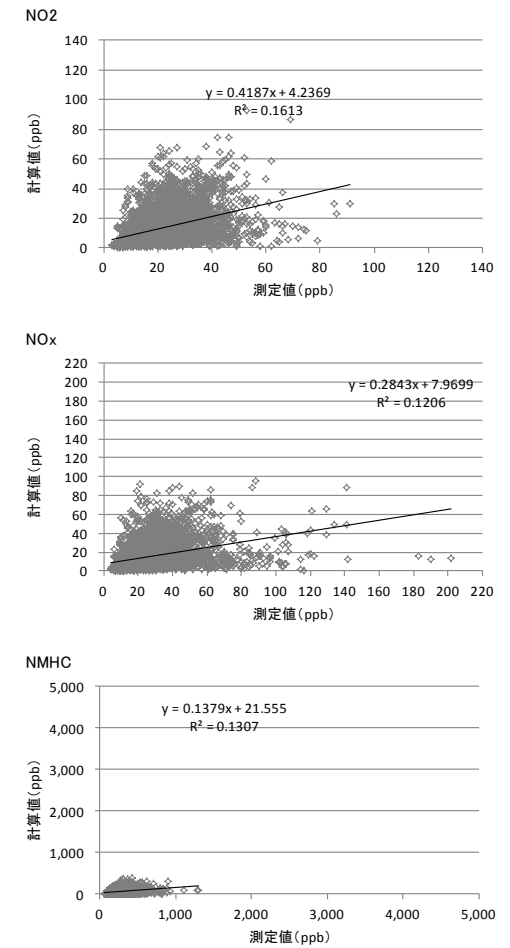 NO2
140
120
100
80
60
40
20
0
y = 0.4187x + 4.2369
R² = 0.1613
計算値(ppb)
0 20 40 60 80 100 120 140
測定値(ppb)
NOx
220
200
180
160
140
120
100
80
60
40
20
0
y = 0.2843x + 7.9699
R² = 0.1206
計算値(ppb)
0 20 40 60 80 100 120 140 160 180 200 220
測定値(ppb)
NMHC
5,000
4,000
3,000
2,000
1,000
0
y = 0.1379x + 21.555
R² = 0.1307
計算値(ppb)
0 1,000 2,000 3,000 4,000 5,000
測定値(ppb)